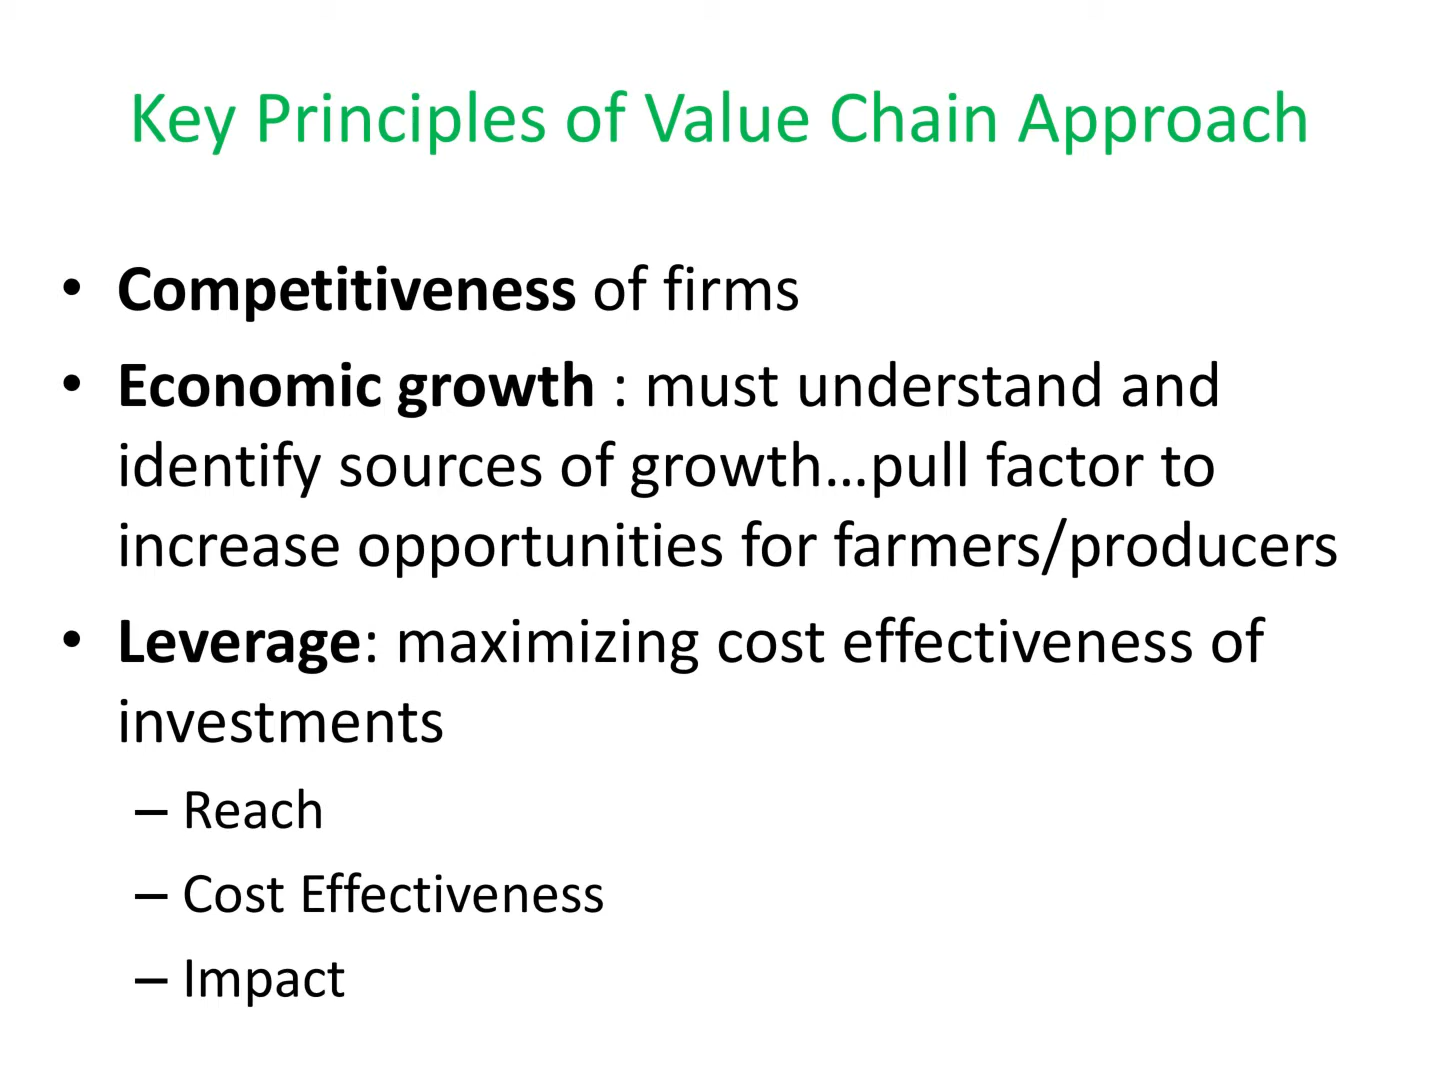 Key Principles of Value Chain Approach
• Competitiveness of firms
• Economic growth : must understand and
identify sources of growth…pull factor to
increase opportunities for farmers/producers
• Leverage: maximizing cost effectiveness of
investments
– Reach
– Cost Effectiveness
– Impact